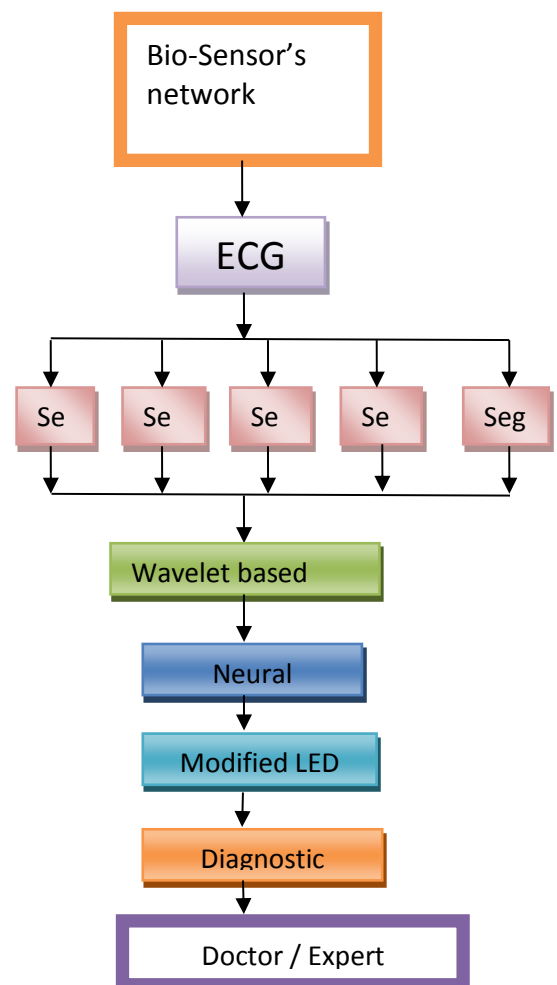 Bio-Sensor’s
network
ECG
Se
Se
Se
Se
Seg
Wavelet based
Neural
Modified LED
Diagnostic
Doctor / Expert